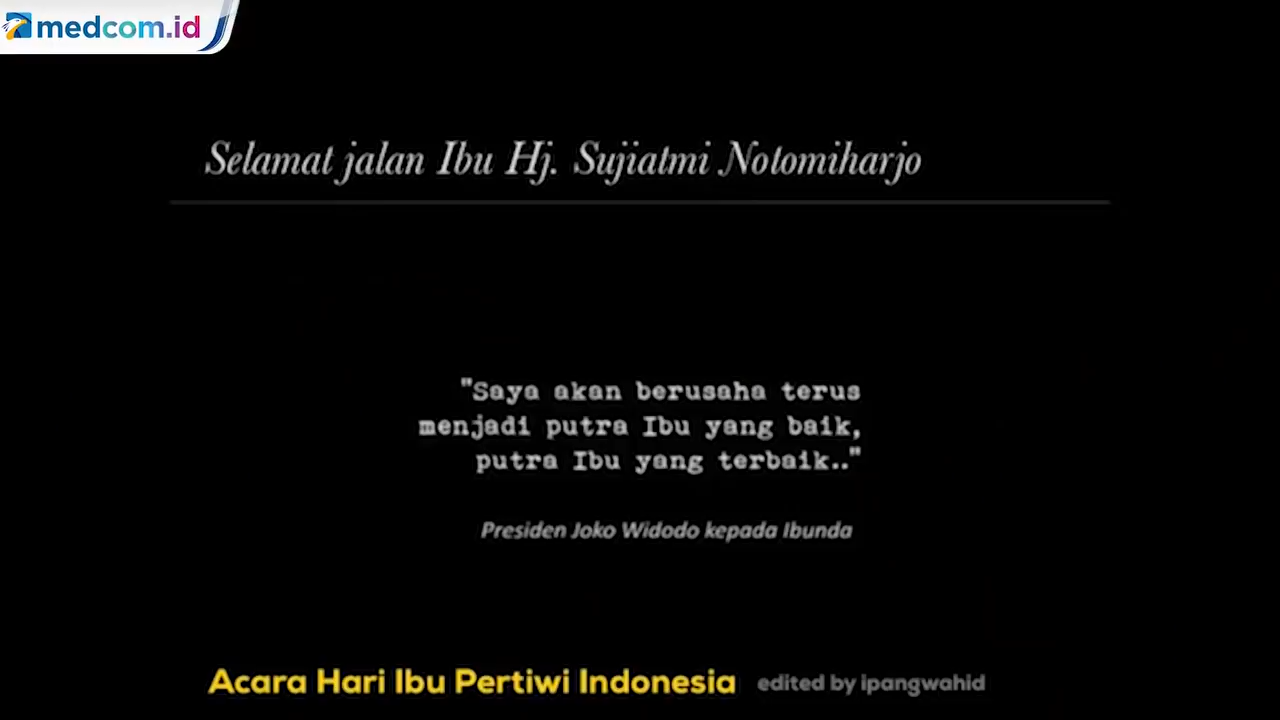 medcom.id
Selamat jalan Ibu Hj. Sujiatmi Notomiharjo
"Saya akan berusaha terus
menjadi putra Ibu yang baik,
putra Ibu yang terbaik.."
Presiden Joko Widodo kepada Ibunda
Acara Hari Ibu Pertiwi Indonesia edited by ipangwahid